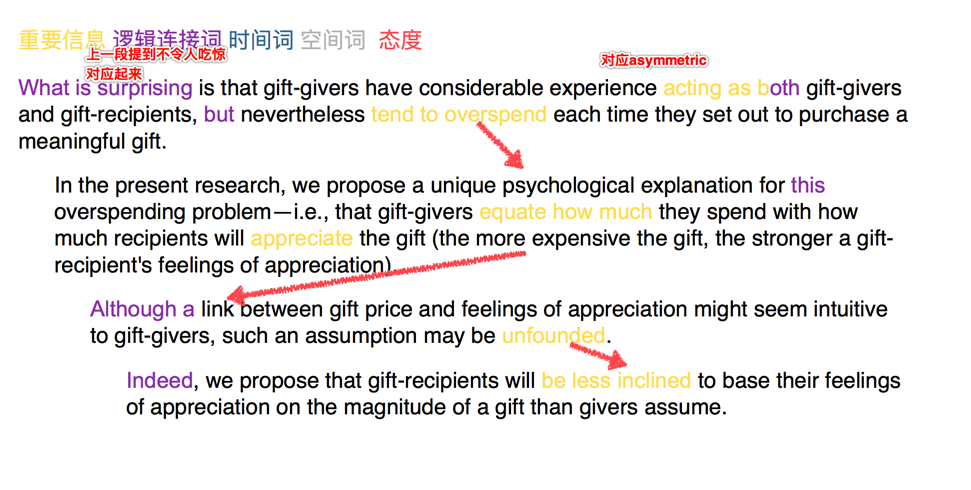 重要信息 逻辑连接词 时间词 空间词 态度
上一段提到不令人吃惊
对应起来
对应asymmetric
What is surprising is that gift-givers have considerable experience acting as both gift-givers
and gift-recipients, but nevertheless tend to overspend each time they set out to purchase a
meaningful gift.
In the present research, we propose a unique psychological explanation for this
overspending problem—i.e., that gift-givers equate how much they spend with how
much recipients will appreciate the gift (the more expensive the gift, the stronger a gift-
recipient's feelings of appreciation)
Although a link between gift price and feelings of appreciation might seem intuitive
to gift-givers, such an assumption may be unfounded.
Indeed, we propose that gift-recipients will be less inclined to base their feelings
of appreciation on the magnitude of a gift than givers assume.